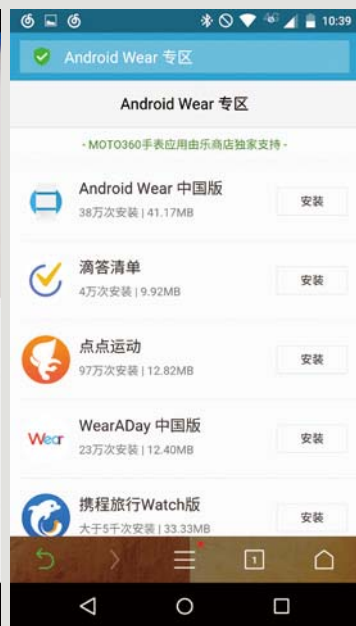 10:39
Android Wear 专区
Android Wear 专区
- MOTO360手表应用由乐商店独家支持 -
Android Wear 中国版
38万次安装 | 41.17MB
安装
滴答清单
4万次安装 | 9.92MB
安装
点点运动
97万次安装 | 12.82MB
安装
Wear
WearADay 中国版
23万次安装 | 12.40MB
安装
携程旅行Watch版
大于5千次安装 | 33.33MB
安装
1